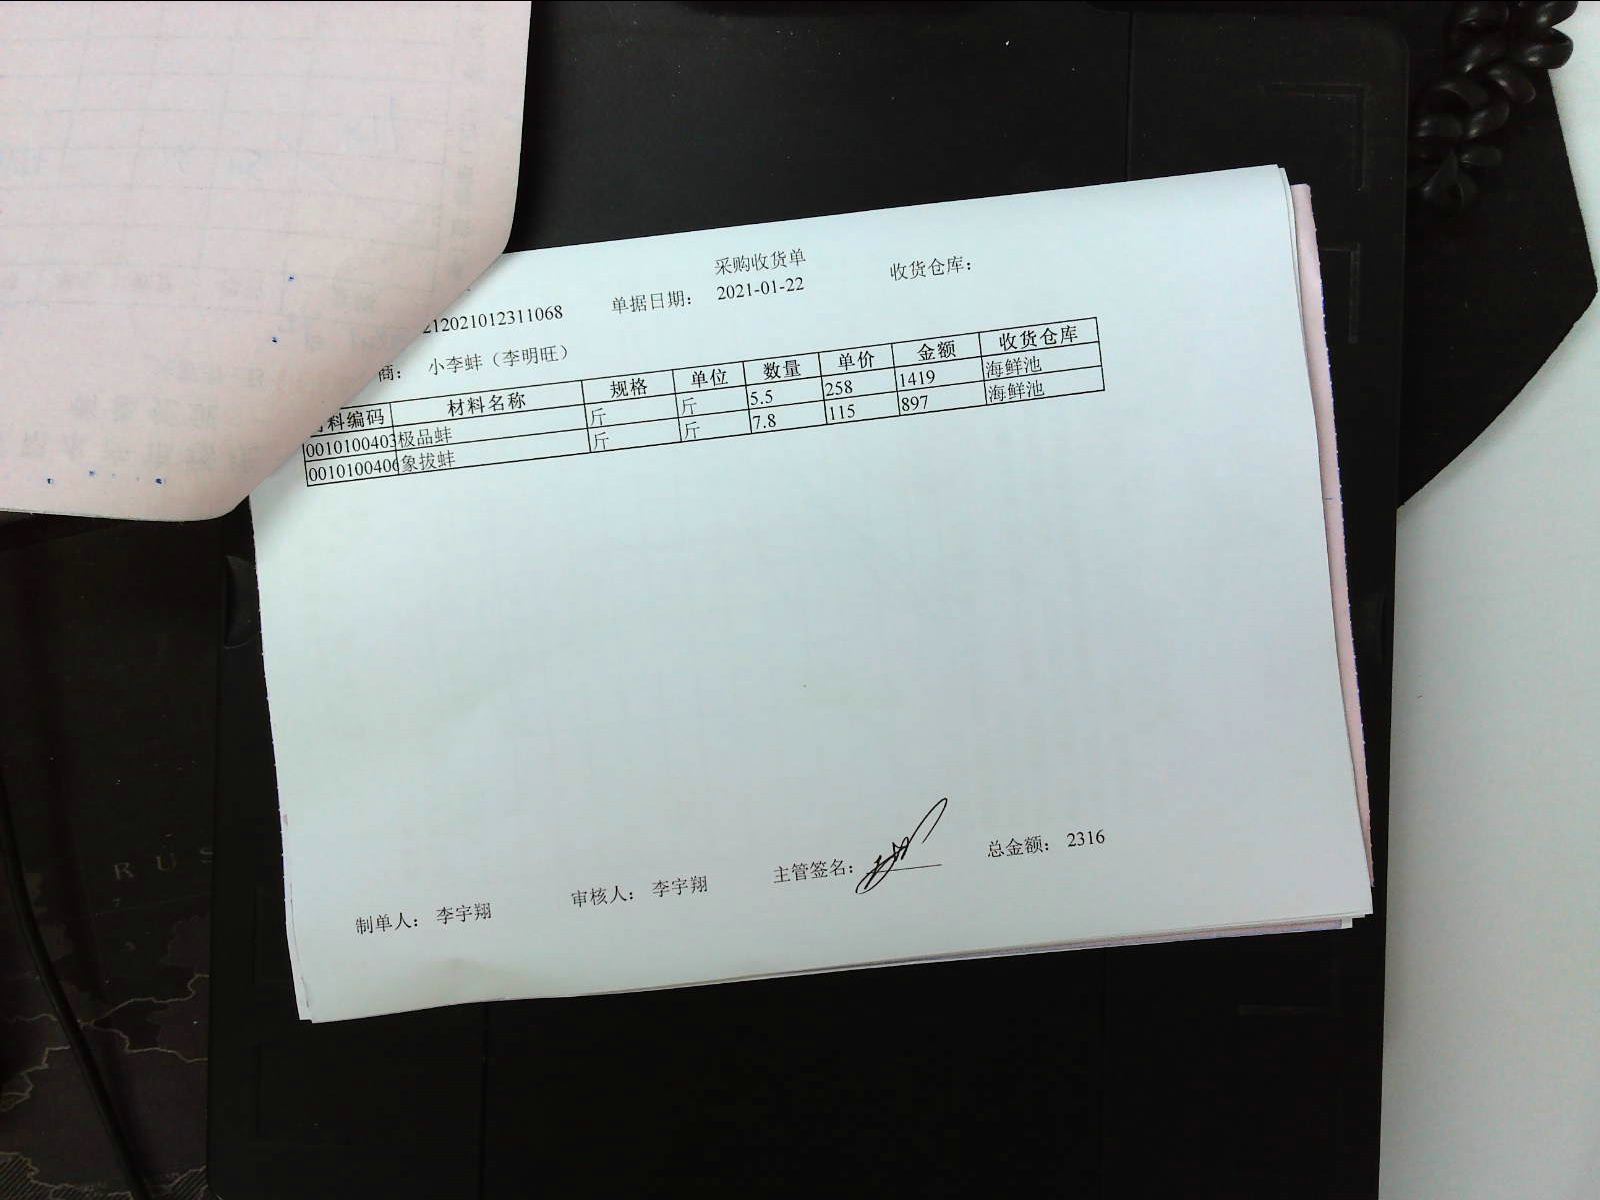 采购收货单
212021012311068 单据日期： 2021-01-22 收货仓库：
商： 小李蚌（李明旺）
料编码 材料名称 规格 单位 数量 单价 金额 收货仓库
0010100403 极品蚌 斤 斤 5.5 258 1419 海鲜池
0010100406 象拔蚌 斤 斤 7.8 115 897 海鲜池
制单人： 李宇翔 审核人： 李宇翔 主管签名： 总金额： 2316